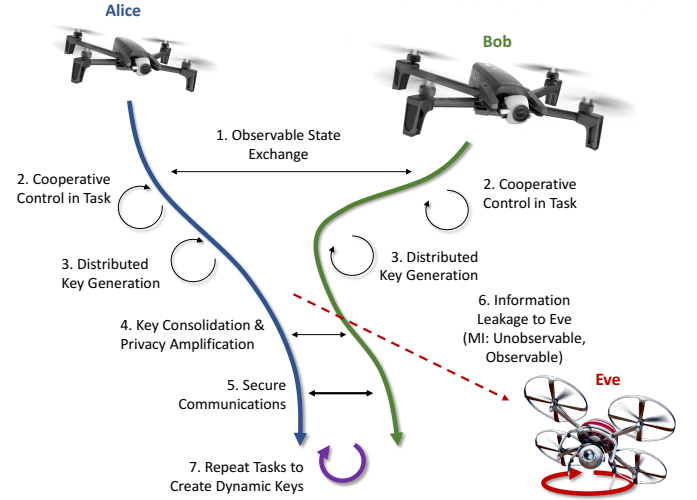 Alice
Bob
1. Observable State
Exchange
2. Cooperative
Control in Task
2. Cooperative
Control in Task
3. Distributed
Key Generation
3. Distributed
Key Generation
4. Key Consolidation &
Privacy Amplification
6. Information
Leakage to Eve
(MI: Unobservable,
Observable)
5. Secure
Communications
Eve
7. Repeat Tasks to
Create Dynamic Keys